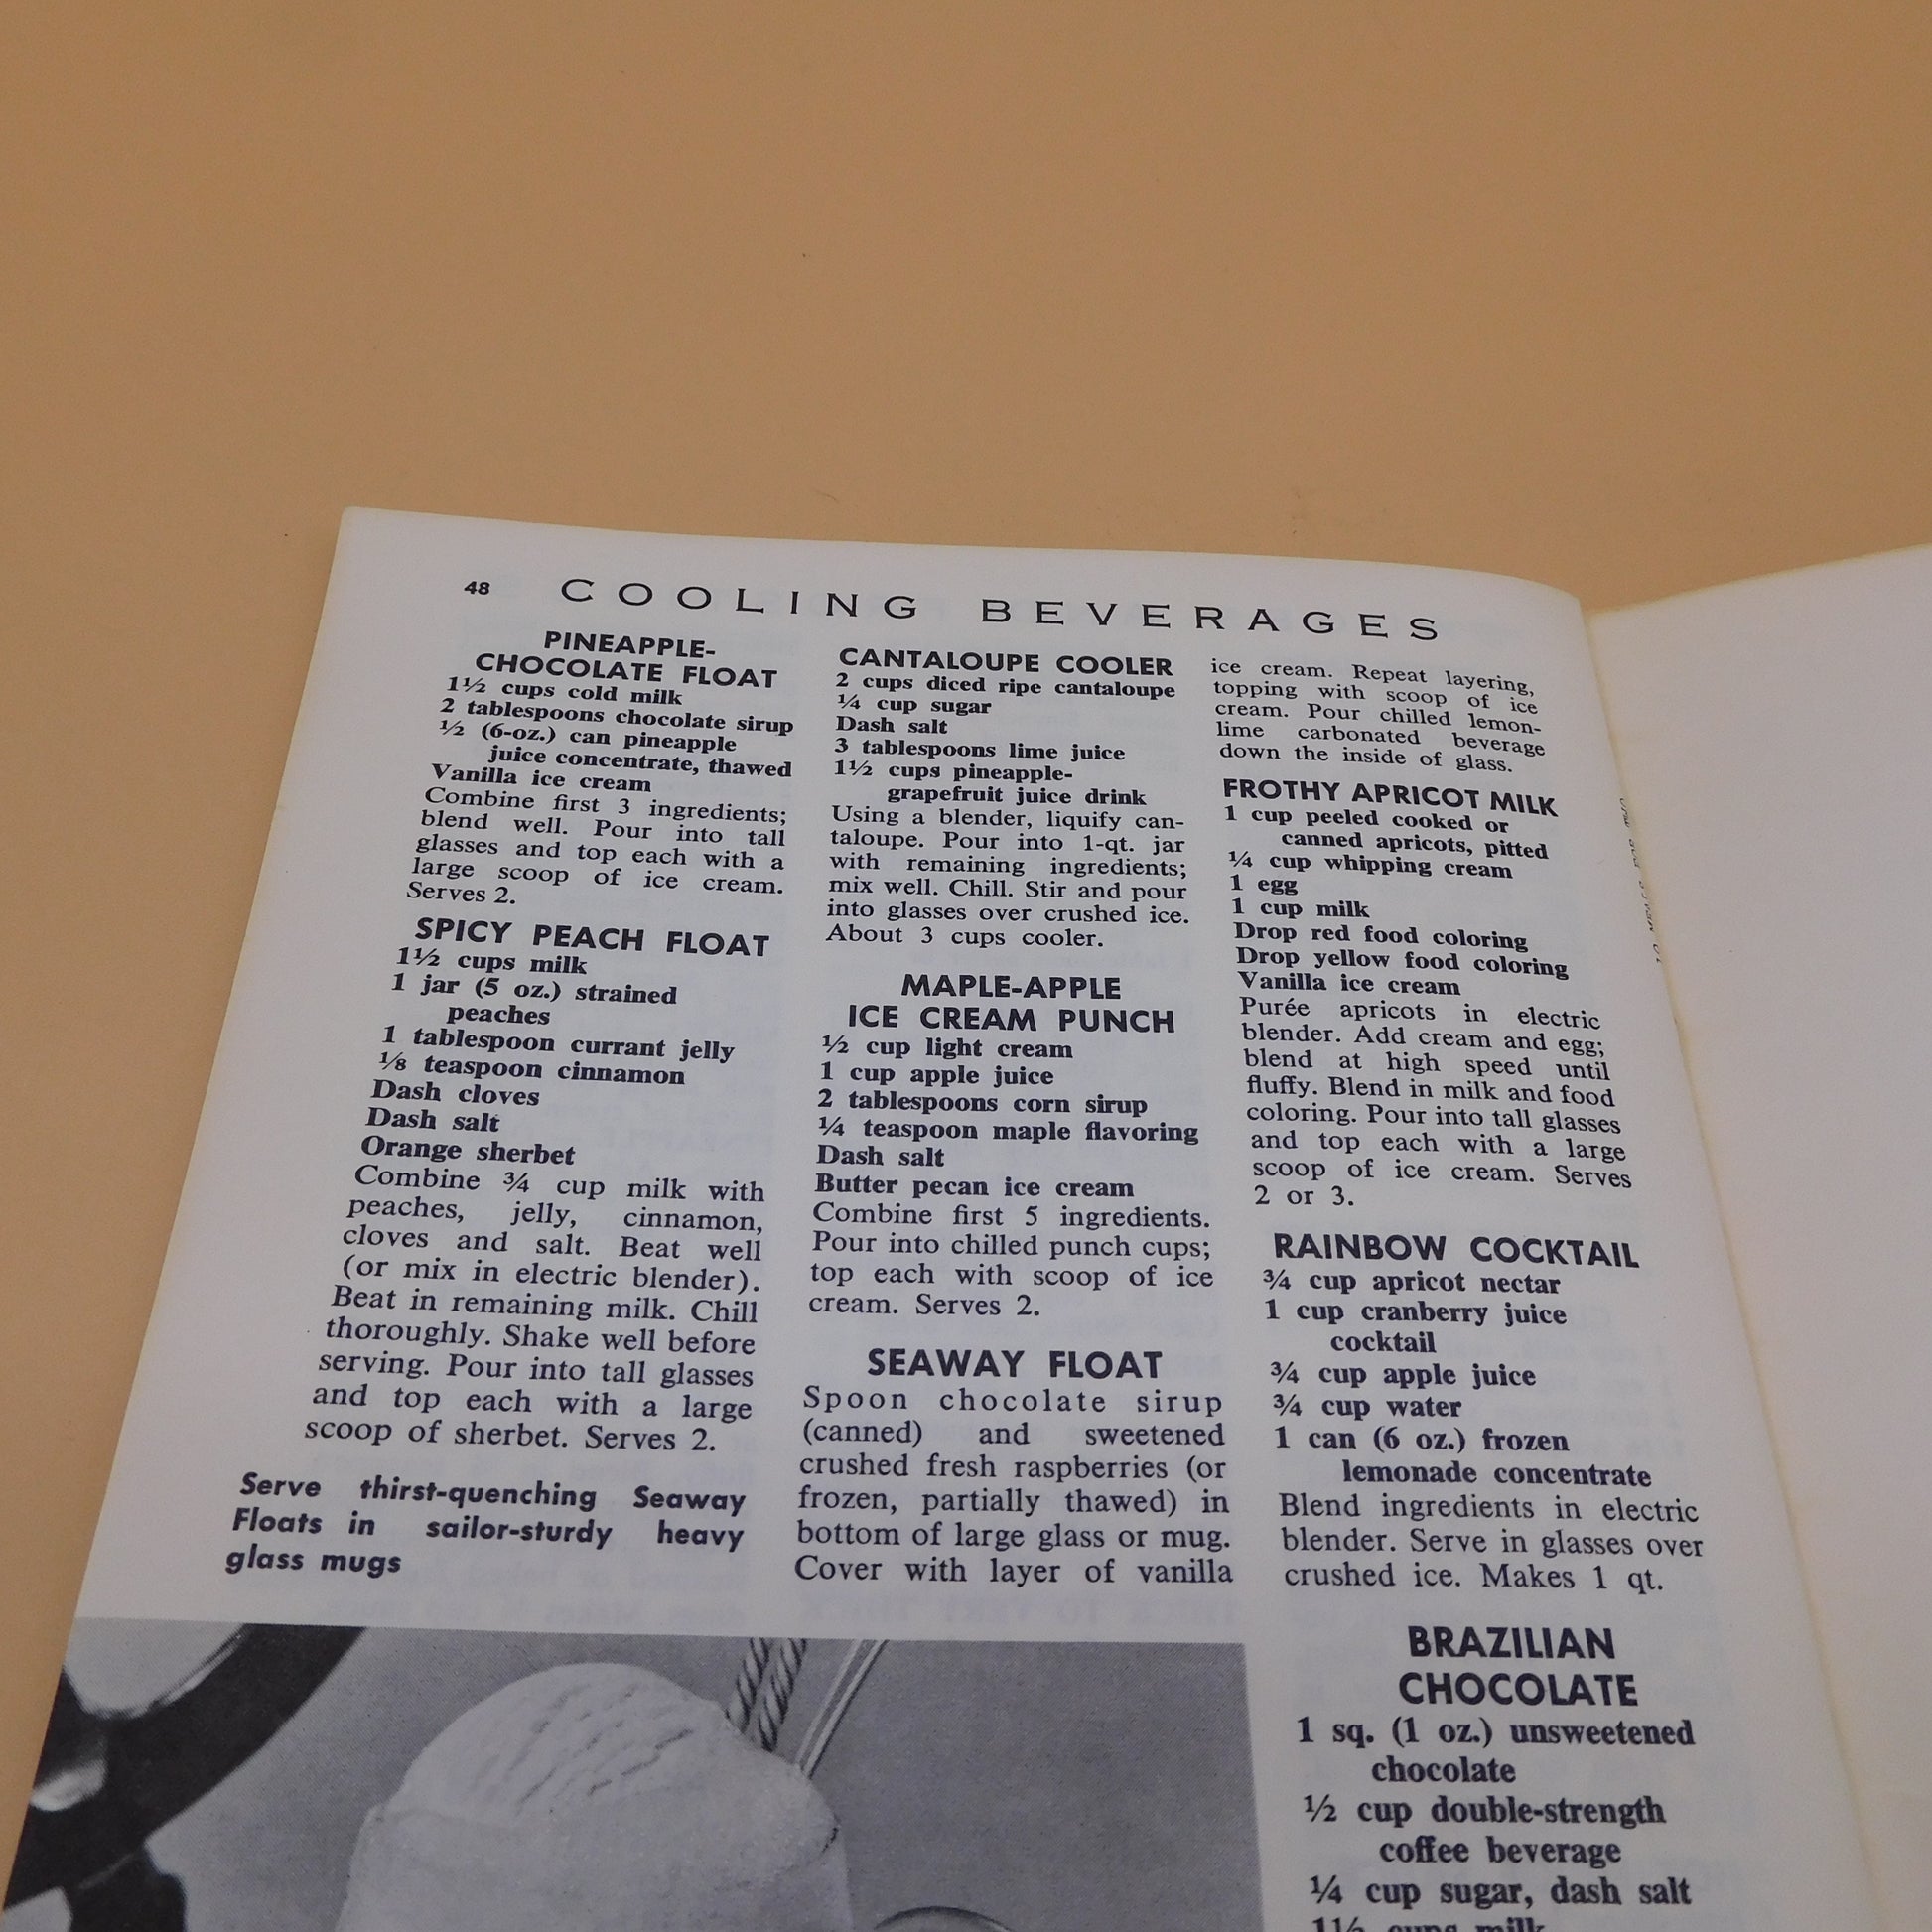 48 COOLING BEVERAGES
PINEAPPLE-
CHOCOLATE FLOAT
1½ cups cold milk
2 tablespoons chocolate sirup
½ (6-oz.) can pineapple
juice concentrate, thawed
Vanilla ice cream
Combine first 3 ingredients;
blend well. Pour into tall
glasses and top each with a
large scoop of ice cream.
Serves 2.
SPICY PEACH FLOAT
1½ cups milk
1 jar (5 oz.) strained
peaches
1 tablespoon currant jelly
⅛ teaspoon cinnamon
Dash cloves
Dash salt
Orange sherbet
Combine ¾ cup milk with
peaches, jelly, cinnamon,
cloves and salt. Beat well
(or mix in electric blender).
Beat in remaining milk. Chill
thoroughly. Shake well before
serving. Pour into tall glasses
and top each with a large
scoop of sherbet. Serves 2.
Serve thirst-quenching Seaway
Floats in sailor-sturdy heavy
glass mugs
CANTALOUPE COOLER
2 cups diced ripe cantaloupe
¼ cup sugar
Dash salt
3 tablespoons lime juice
1½ cups pineapple-
grapefruit juice drink
Using a blender, liquify can-
taloupe. Pour into 1-qt. jar
with remaining ingredients;
mix well. Chill. Stir and pour
into glasses over crushed ice.
About 3 cups cooler.
MAPLE-APPLE
ICE CREAM PUNCH
½ cup light cream
1 cup apple juice
2 tablespoons corn sirup
¼ teaspoon maple flavoring
Dash salt
Butter pecan ice cream
Combine first 5 ingredients.
Pour into chilled punch cups;
top each with scoop of ice
cream. Serves 2.
SEAWAY FLOAT
Spoon chocolate sirup
(canned) and sweetened
crushed fresh raspberries (or
frozen, partially thawed) in
bottom of large glass or mug.
Cover with layer of vanilla
ice cream. Repeat layering,
topping with scoop of ice
cream. Pour chilled lemon-
lime carbonated beverage
down the inside of glass.
FROTHY APRICOT MILK
1 cup peeled cooked or
canned apricots, pitted
¼ cup whipping cream
1 egg
1 cup milk
Drop red food coloring
Drop yellow food coloring
Vanilla ice cream
Purée apricots in electric
blender. Add cream and egg;
blend at high speed until
fluffy. Blend in milk and food
coloring. Pour into tall glasses
and top each with a large
scoop of ice cream. Serves
2 or 3.
RAINBOW COCKTAIL
¾ cup apricot nectar
1 cup cranberry juice
cocktail
¾ cup apple juice
¾ cup water
1 can (6 oz.) frozen
lemonade concentrate
Blend ingredients in electric
blender. Serve in glasses over
crushed ice. Makes 1 qt.
BRAZILIAN
CHOCOLATE
1 sq. (1 oz.) unsweetened
chocolate
½ cup double-strength
coffee beverage
¼ cup sugar, dash salt
1½ cups milk